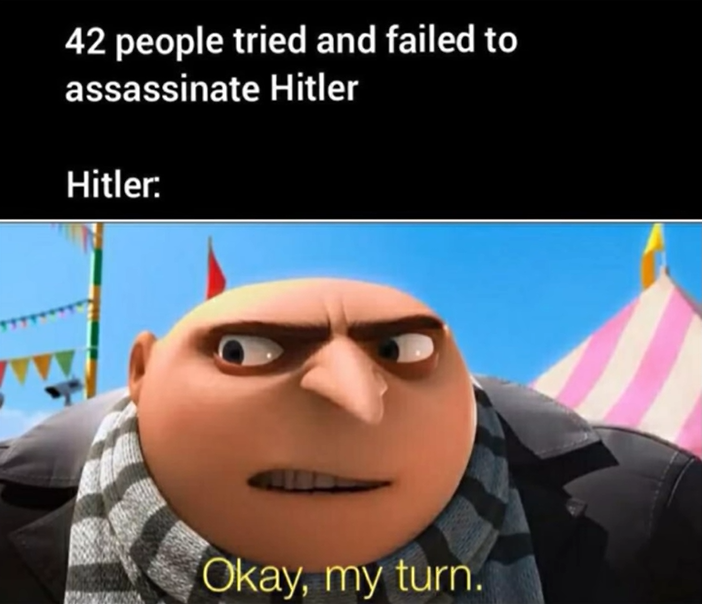 42 people tried and failed to
assassinate Hitler
Hitler:
Okay, my turn.